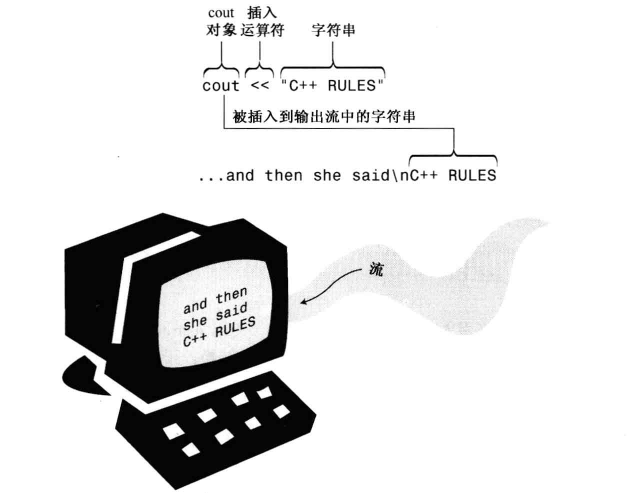 cout 插入
对象 运算符 字符串
cout << "C++ RULES"
被插入到输出流中的字符串
...and then she said\nC++ RULES
流
and then
she said
C++ RULES